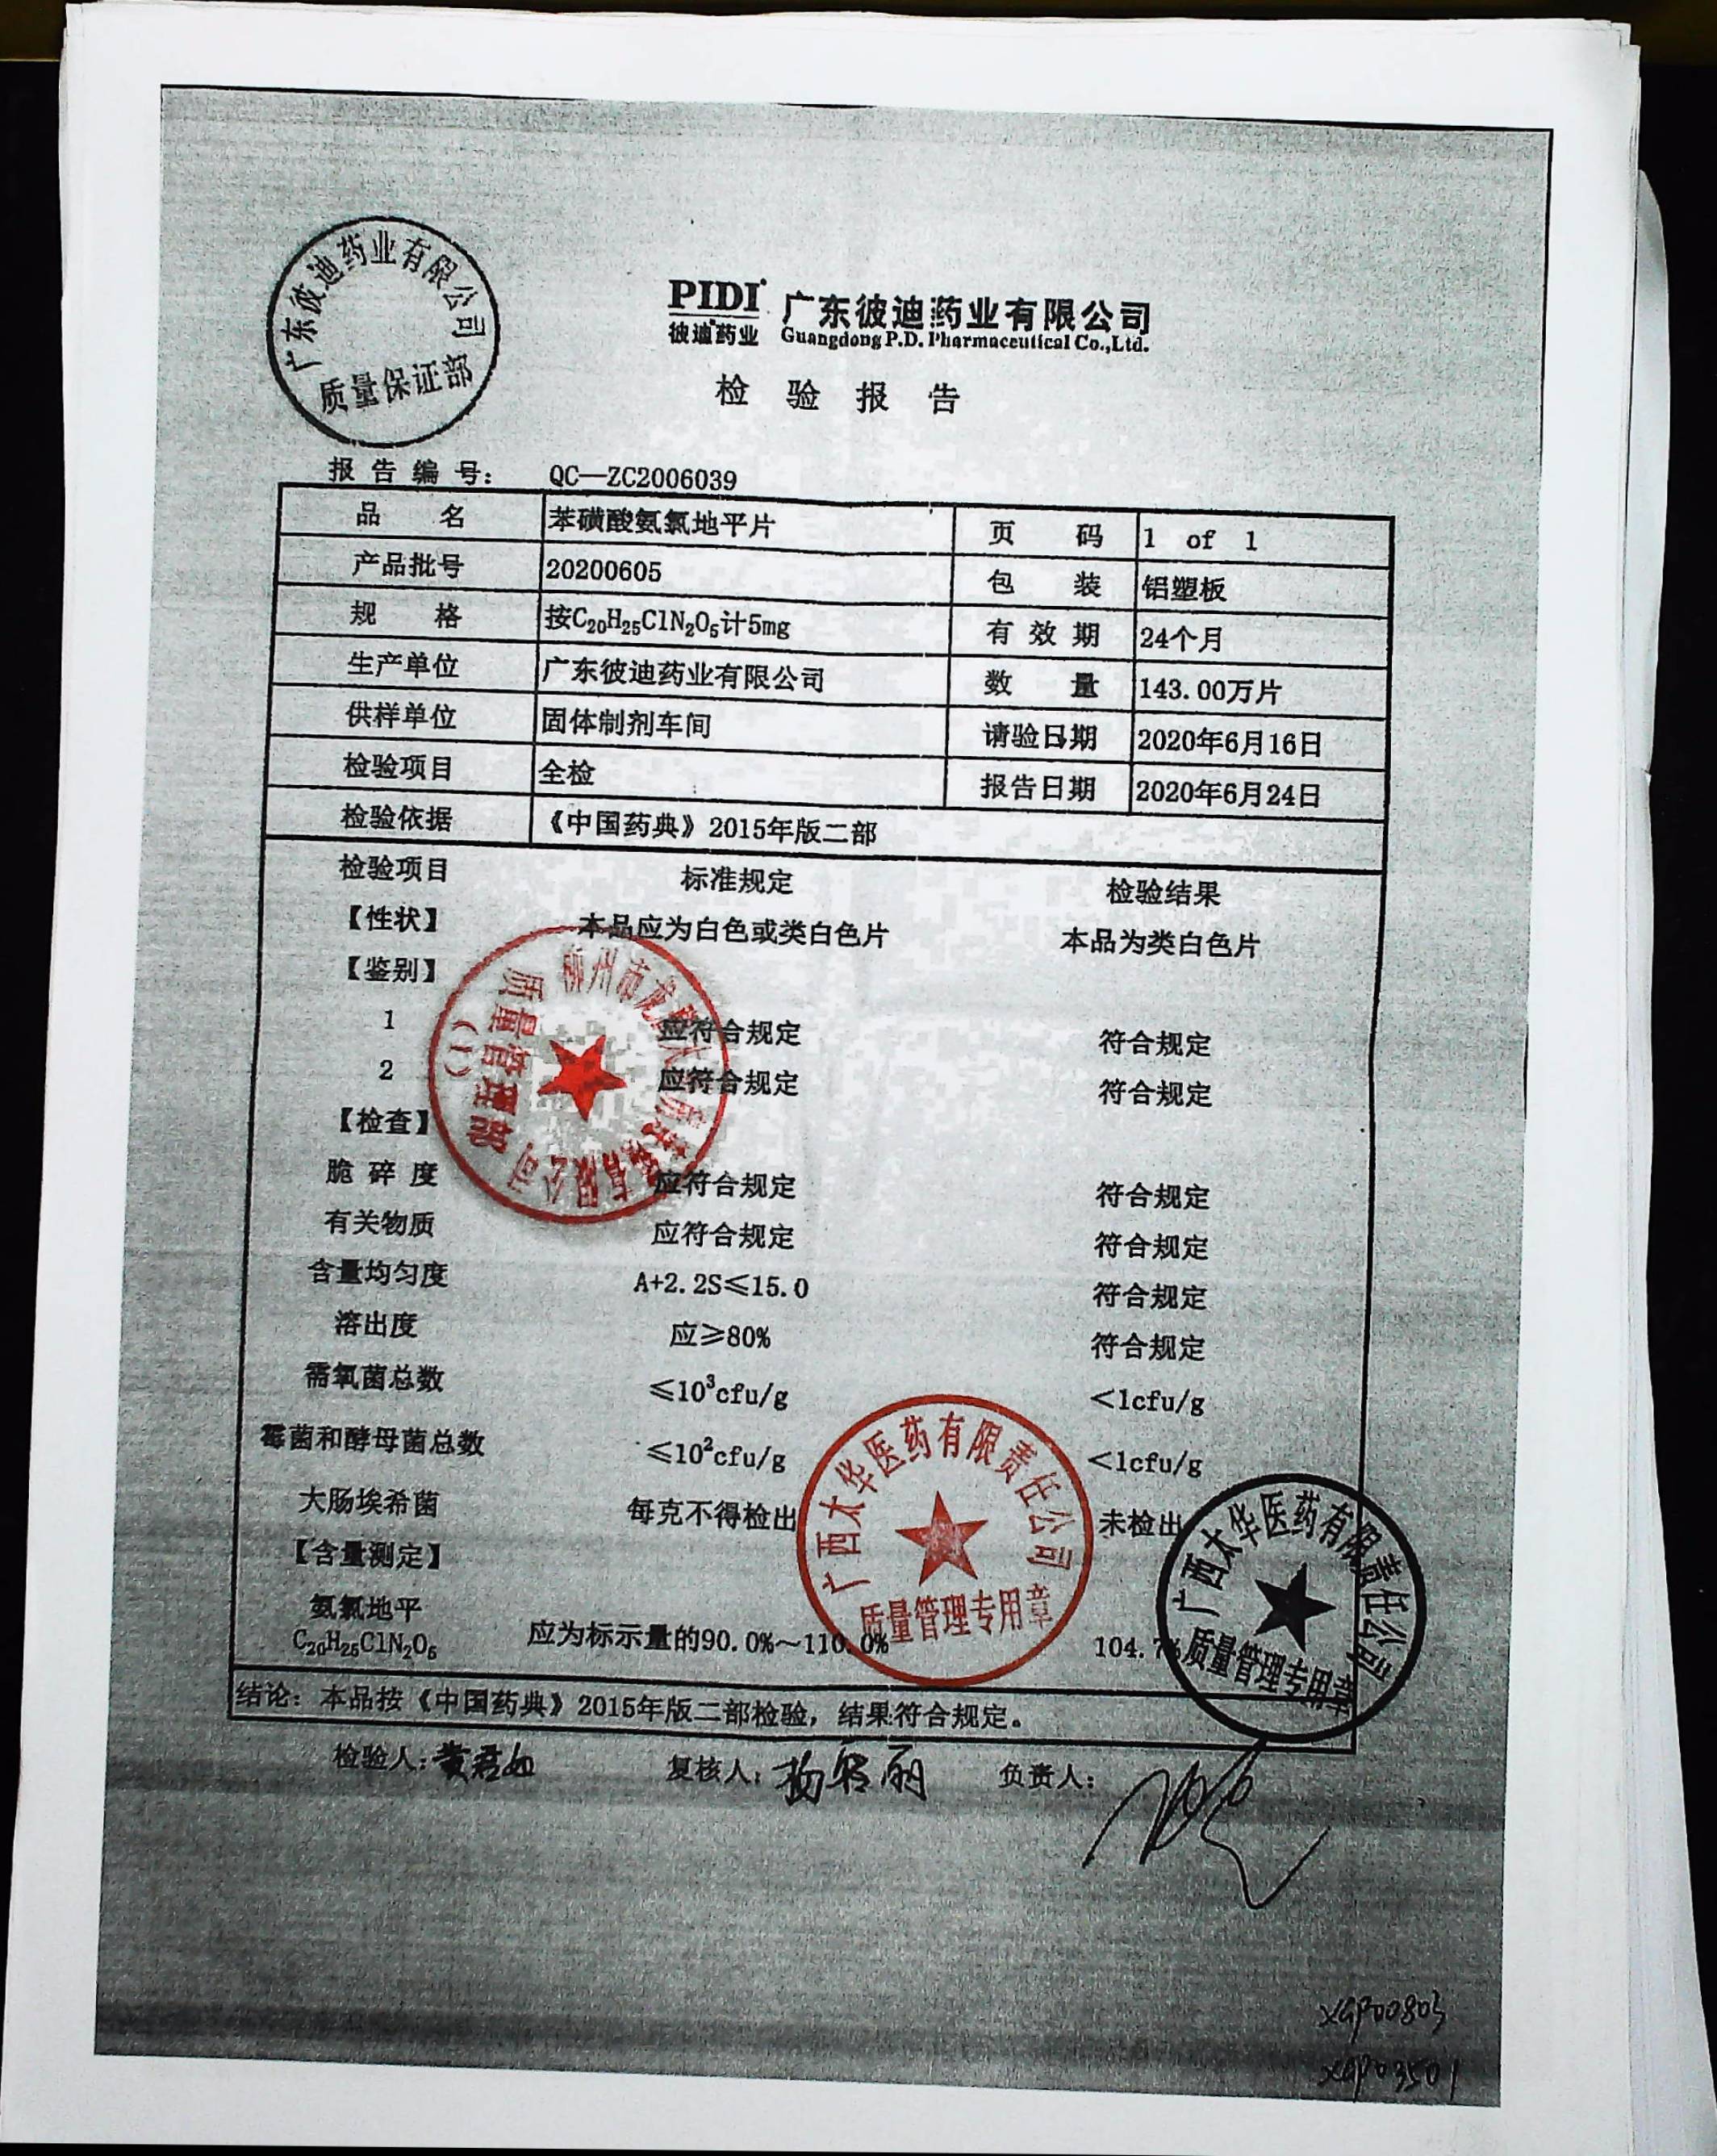 广东彼迪药业有限公司
质量保证部
PIDI 广东彼迪药业有限公司
彼迪药业 Guangdong P.D. Pharmaceutical Co.,Ltd.
检 验 报 告
报 告 编 号： QC—ZC2006039
品 名 苯磺酸氨氯地平片 页 码 1 of 1
产品批号 20200605 包 装 铝塑板
规 格 按C₂₀H₂₅ClN₂O₅计5mg 有 效 期 24个月
生产单位 广东彼迪药业有限公司 数 量 143.00万片
供样单位 固体制剂车间 请验日期 2020年6月16日
检验项目 全检 报告日期 2020年6月24日
检验依据 《中国药典》2015年版二部
检验项目 标准规定 检验结果
【性状】 本品应为白色或类白色片 本品为类白色片
【鉴别】
1 应符合规定 符合规定
2 应符合规定 符合规定
【检查】
脆 碎 度 应符合规定 符合规定
有关物质 应符合规定 符合规定
含量均匀度 A+2.2S≤15.0 符合规定
溶出度 应≥80% 符合规定
需氧菌总数 ≤10³cfu/g <1cfu/g
霉菌和酵母菌总数 ≤10²cfu/g <1cfu/g
大肠埃希菌 每克不得检出 未检出
【含量测定】
氨氯地平
C₂₀H₂₅ClN₂O₅ 应为标示量的90.0%～110.0% 104.7%
结论：本品按《中国药典》2015年版二部检验，结果符合规定。
检验人：黄君如 复核人：杨 丽 负责人：
柳州市 有限公司
质量管理部
(1)
广西太华医药有限责任公司
质量管理专用章
广西太华医药有限责任公司
质量管理专用章
XGP00803
XGP03501